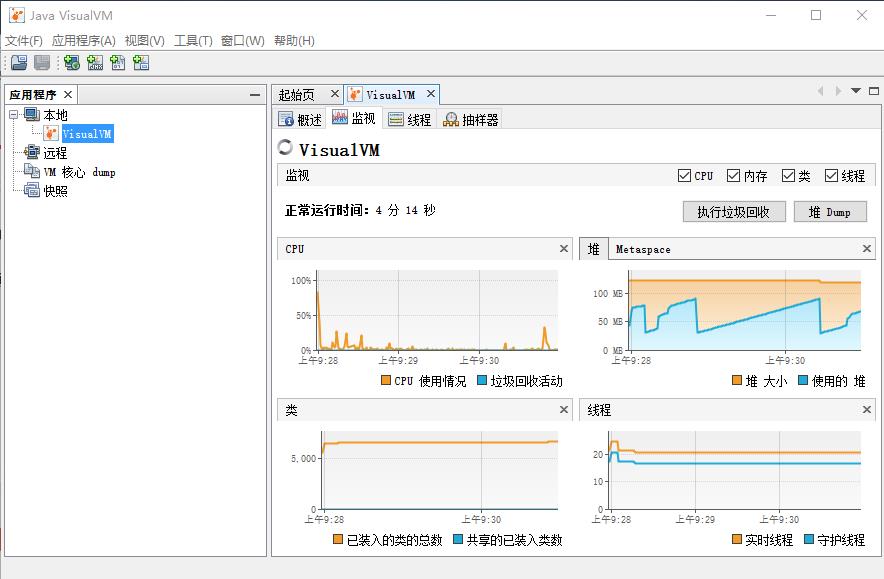 Java VisualVM
文件(F) 应用程序(A) 视图(V) 工具(T) 窗口(W) 帮助(H)
应用程序
本地
VisualVM
远程
VM 核心 dump
快照
起始页 VisualVM
概述 监视 线程 抽样器
VisualVM
监视 CPU 内存 类 线程
正常运行时间: 4 分 14 秒 执行垃圾回收 堆 Dump
CPU
100%
50%
0%
上午9:28 上午9:29 上午9:30
CPU 使用情况 垃圾回收活动
堆 Metaspace
100 MB
50 MB
0 MB
上午9:28 上午9:30
堆 大小 使用的 堆
类
5,000
0
上午9:28 上午9:30
已装入的类的总数 共享的已装入类数
线程
20
10
0
上午9:28 上午9:29 上午9:30
实时线程 守护线程